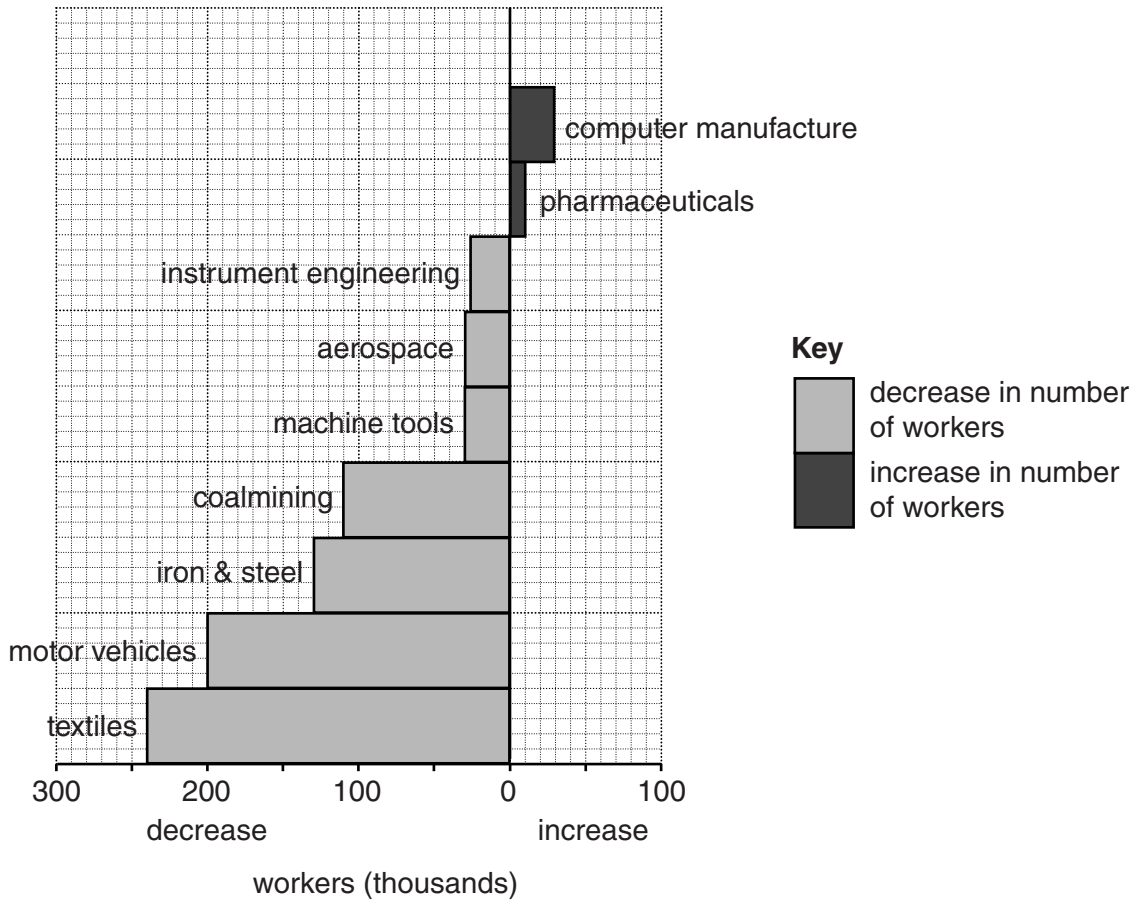 computer manufacture
pharmaceuticals
instrument engineering
aerospace
machine tools
coalmining
iron & steel
motor vehicles
textiles
300 200 100 0 100
decrease increase
workers (thousands)
Key
decrease in number
of workers
increase in number
of workers